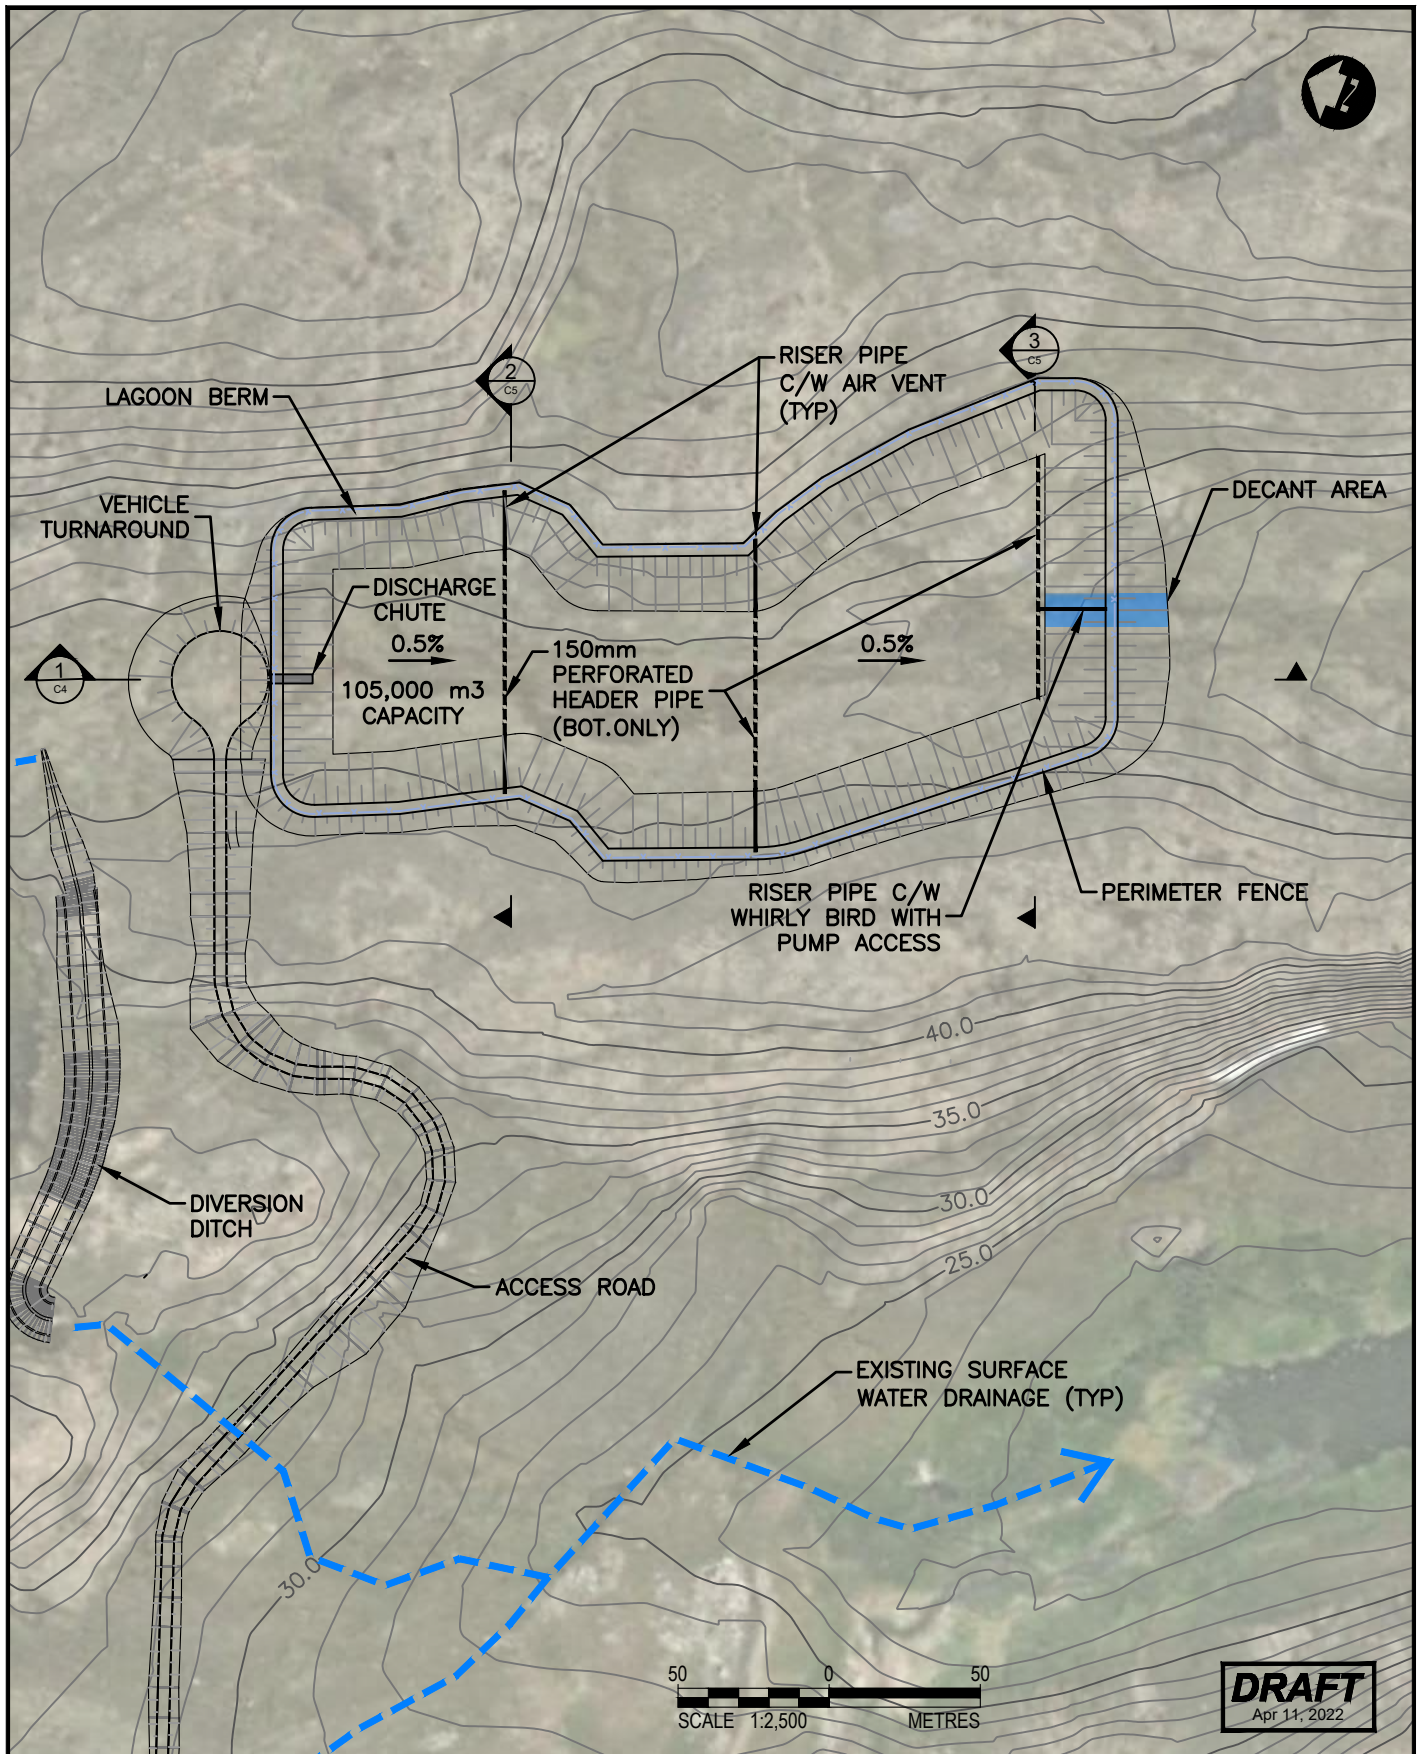 N
3
C5
2
C5
RISER PIPE
C/W AIR VENT
(TYP)
LAGOON BERM
VEHICLE
TURNAROUND
DECANT AREA
DISCHARGE
CHUTE
0.5%
105,000 m3
CAPACITY
150mm
PERFORATED
HEADER PIPE
(BOT.ONLY)
0.5%
1
C4
RISER PIPE C/W
WHIRLY BIRD WITH
PUMP ACCESS
PERIMETER FENCE
40.0
35.0
30.0
25.0
DIVERSION
DITCH
ACCESS ROAD
EXISTING SURFACE
WATER DRAINAGE (TYP)
30.0
50 0 50
SCALE 1:2,500 METRES
DRAFT
Apr 11, 2022